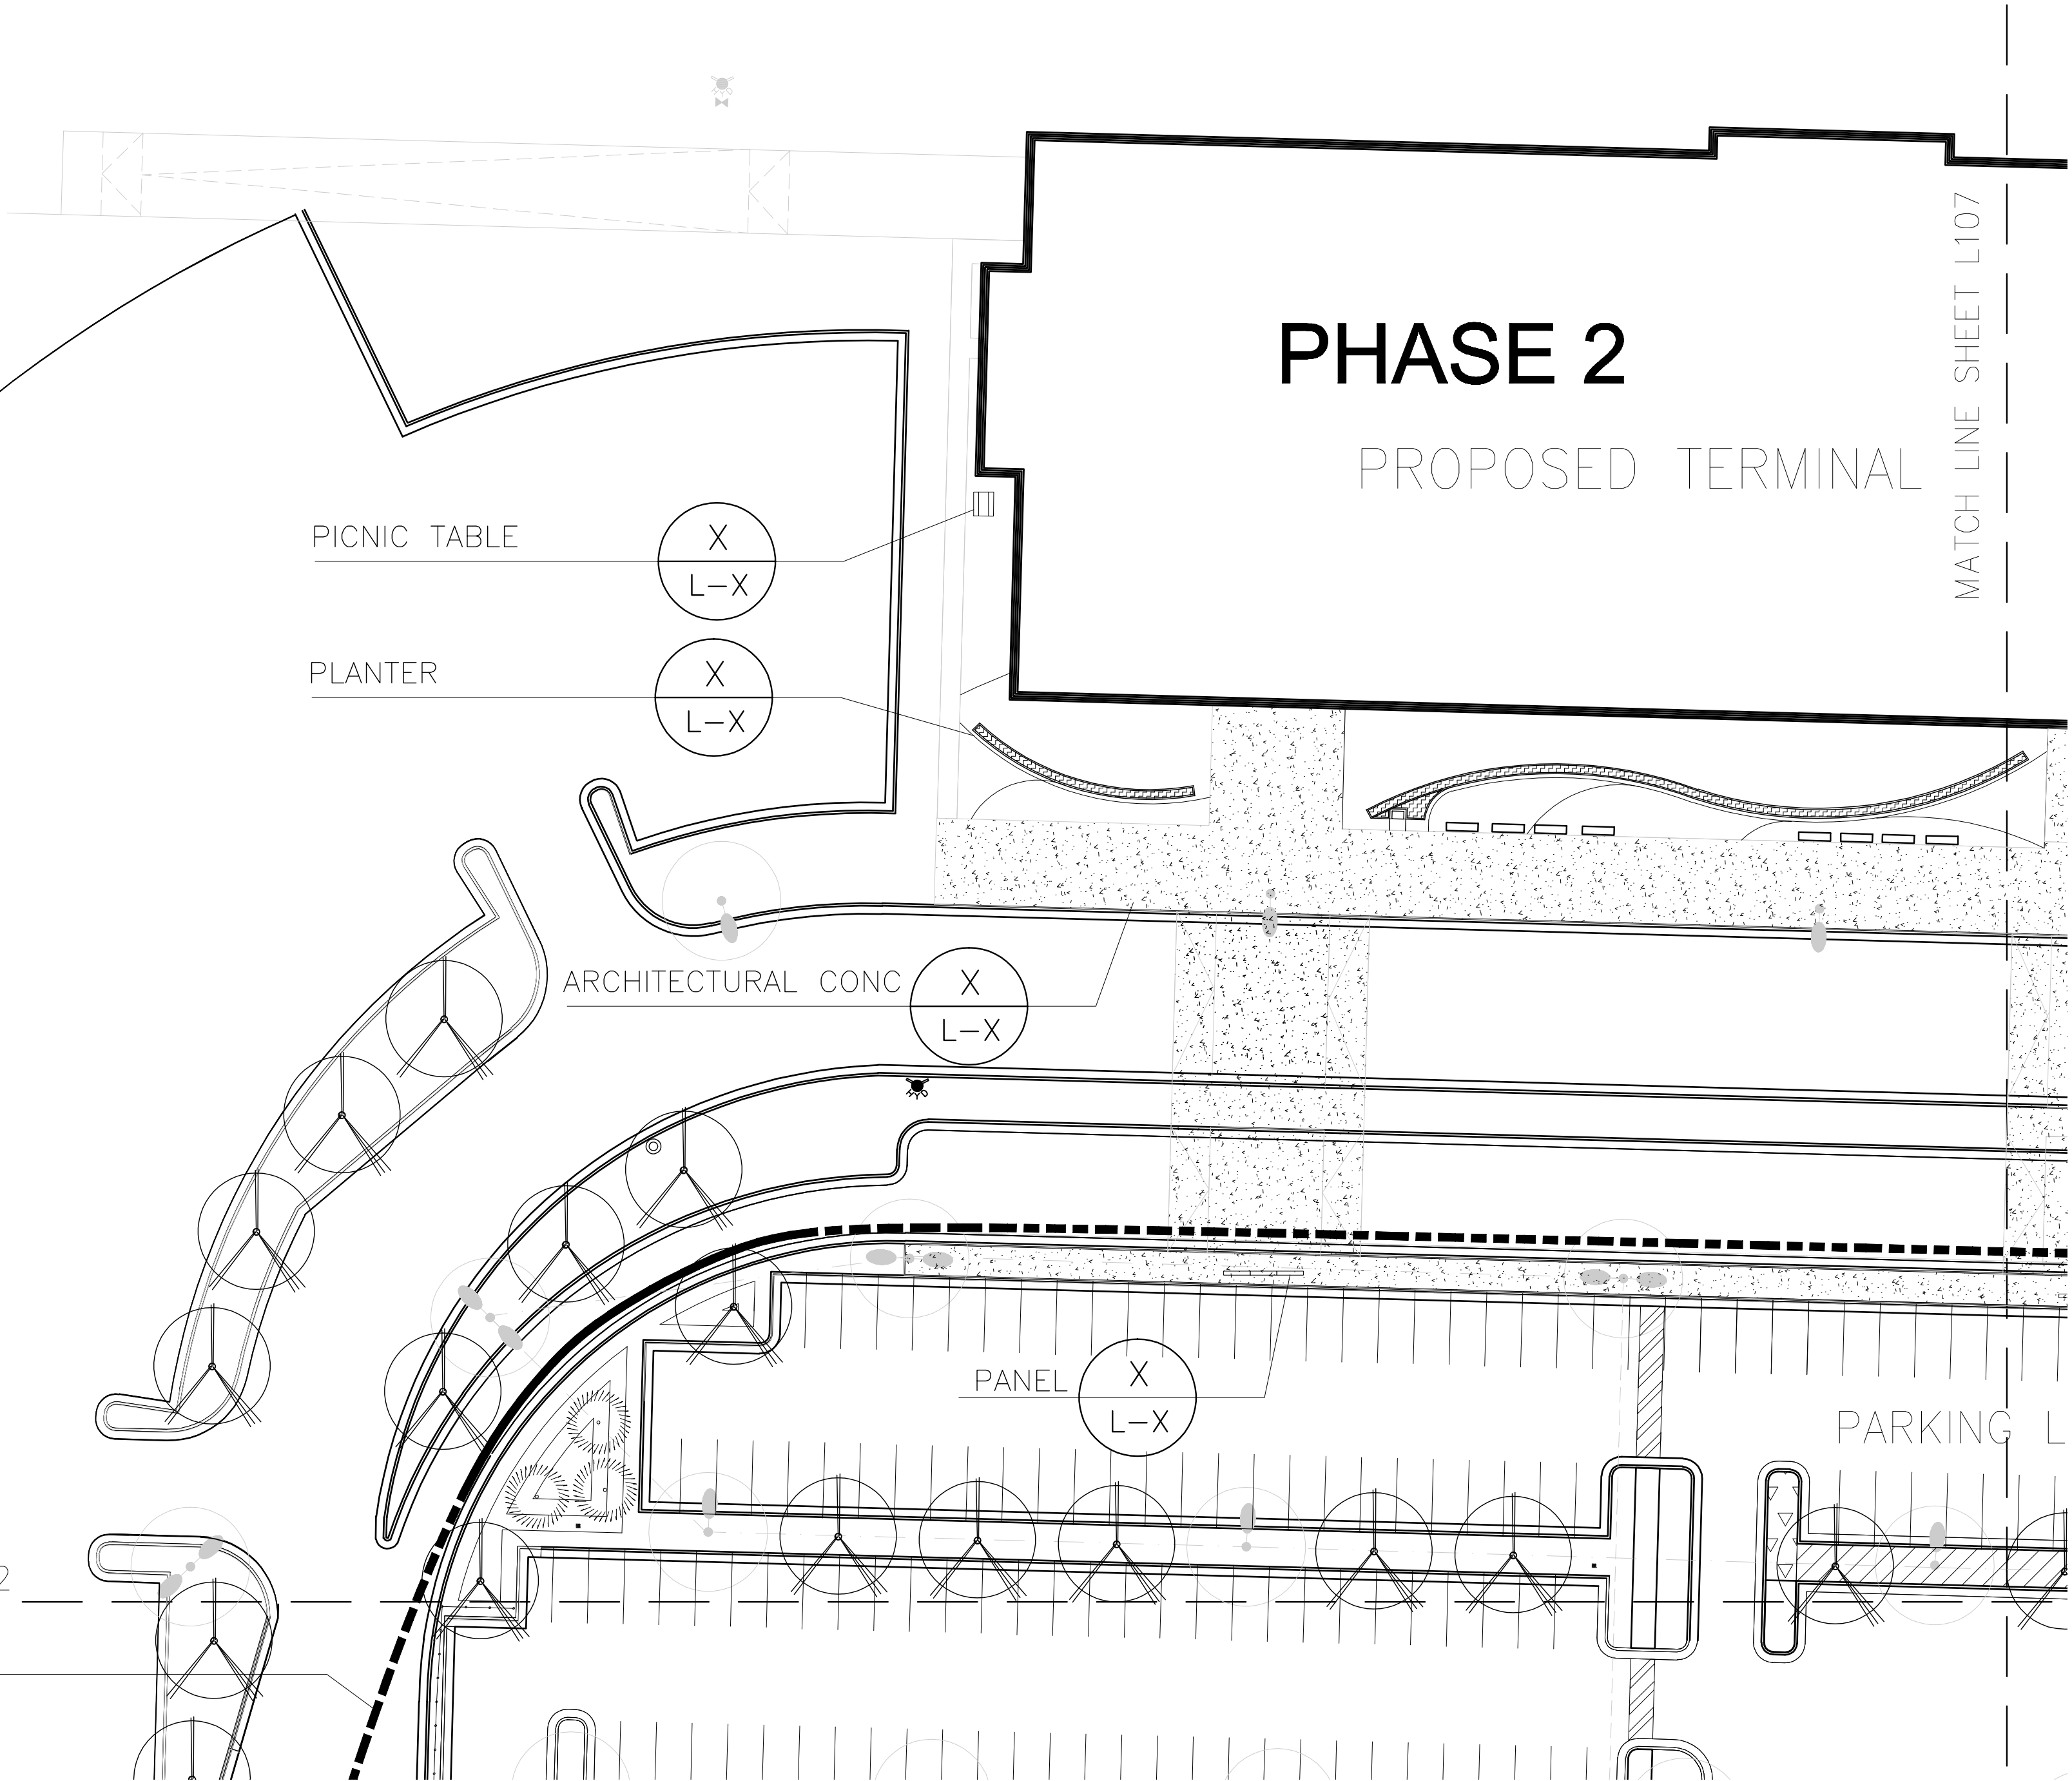 PHASE 2
PROPOSED TERMINAL
MATCH LINE SHEET L107
PICNIC TABLE
X
L-X
PLANTER
X
L-X
ARCHITECTURAL CONC
X
L-X
PANEL
X
L-X
PARKING L
2